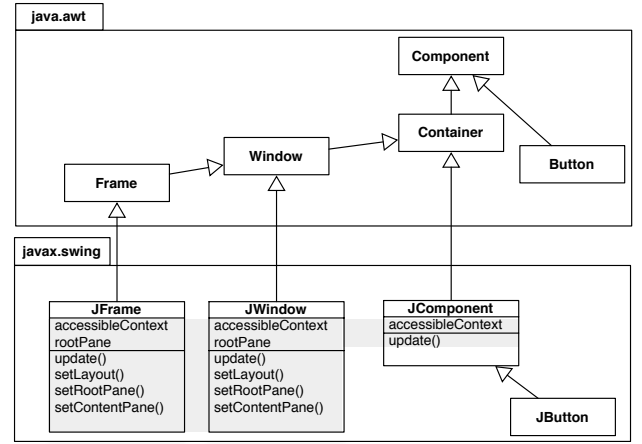 java.awt
Component
Container
Window
Button
Frame
javax.swing
JFrame
accessibleContext
rootPane
update()
setLayout()
setRootPane()
setContentPane()
JWindow
accessibleContext
rootPane
update()
setLayout()
setRootPane()
setContentPane()
JComponent
accessibleContext
update()
JButton